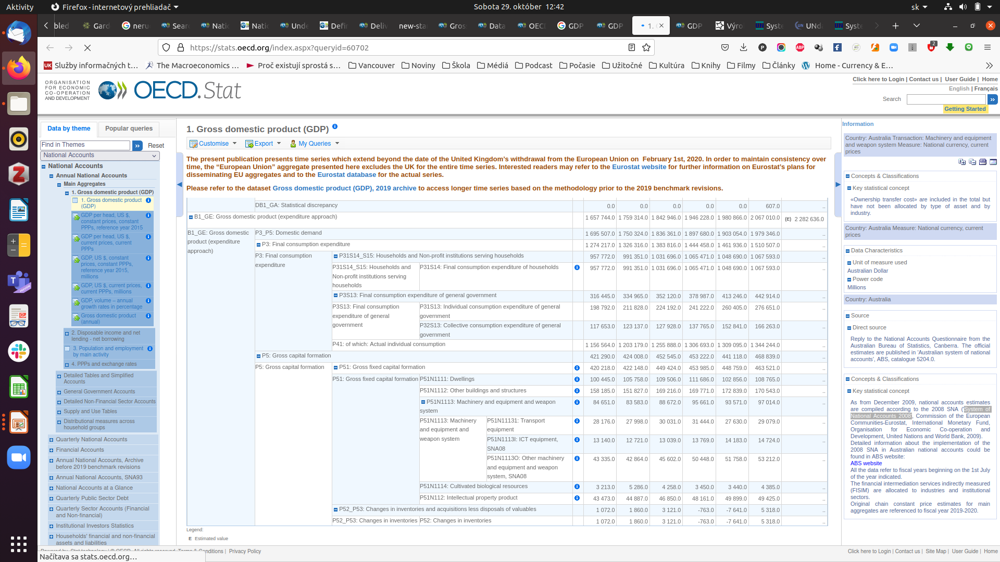 Aktivity
Firefox - internetový prehliadač
Sobota 29. október 12:42
sk
bled
Gard
neru
Sear
Natio
Natio
Unde
Defin
Deliv
new-sta
Gros
Data
OECD
GDP
GDP
1. G
GDP
Výro
Syste
UNda
Syste
https://stats.oecd.org/index.aspx?queryid=60702
Služby informačných t…
The Macroeconomics …
Proč existují sprostá s…
Vancouver
Noviny
Škola
Médiá
Podcast
Počasie
Užitočné
Kultúra
Knihy
Filmy
Články
Home - Currency & E…
ORGANISATION
FOR ECONOMIC
CO-OPERATION
AND DEVELOPMENT
OECD.Stat
Click here to Login | Contact us | User Guide | Home
English | Français
Search
Getting Started
Data by theme
Popular queries
Find in Themes
Reset
National Accounts
National Accounts
Annual National Accounts
Main Aggregates
1. Gross domestic product (GDP)
1. Gross domestic product
(GDP)
GDP per head, US $,
constant prices, constant
PPPs, reference year 2015
GDP per head, US $,
current prices, current
PPPs
GDP, US $, constant
prices, constant PPPs,
reference year 2015,
millions
GDP, US $, current prices,
current PPPs, millions
GDP, volume – annual
growth rates in percentage
Gross domestic product
(annual)
2. Disposable income and net
lending - net borrowing
3. Population and employment
by main activity
4. PPPs and exchange rates
Detailed Tables and Simplified
Accounts
General Government Accounts
Detailed Non-Financial Sector Accounts
Supply and Use Tables
Distributional measures across
household groups
Quarterly National Accounts
Financial Accounts
Annual National Accounts, Archive
before 2019 benchmark revisions
Annual National Accounts, SNA93
National Accounts at a Glance
Quarterly Public Sector Debt
Quarterly Sector Accounts (Financial
and Non-financial)
Institutional Investors Statistics
Households' financial and non-financial
assets and liabilities
1. Gross domestic product (GDP)
Customise
Export
My Queries
The present publication presents time series which extend beyond the date of the United Kingdom's withdrawal from the European Union on February 1st, 2020. In order to maintain consistency over
time, the “European Union” aggregate presented here excludes the UK for the entire time series. Interested readers may refer to the Eurostat website for further information on Eurostat's plans for
disseminating EU aggregates and to the Eurostat database for the actual series.
Please refer to the dataset Gross domestic product (GDP), 2019 archive to access longer time series based on the methodology prior to the 2019 benchmark revisions.
DB1_GA: Statistical discrepancy 0.0 0.0 0.0 0.0 0.0 607.0 ..
B1_GE: Gross domestic product (expenditure approach) 1 657 744.0 1 759 314.0 1 842 946.0 1 946 228.0 1 980 866.0 2 067 010.0 (E) 2 282 636.0
B1_GE: Gross domestic
product (expenditure
approach)
P3_P5: Domestic demand 1 695 507.0 1 750 324.0 1 836 361.0 1 897 680.0 1 903 054.0 1 979 346.0 ..
P3: Final consumption expenditure 1 274 217.0 1 326 316.0 1 383 816.0 1 444 458.0 1 461 936.0 1 510 507.0 ..
P3: Final consumption
expenditure
P31S14_S15: Households and Non-profit institutions serving households 957 772.0 991 351.0 1 031 696.0 1 065 471.0 1 048 690.0 1 067 593.0 ..
P31S14_S15: Households and
Non-profit institutions serving
households
P31S14: Final consumption expenditure of households 957 772.0 991 351.0 1 031 696.0 1 065 471.0 1 048 690.0 1 067 593.0 ..
P3S13: Final consumption expenditure of general government 316 445.0 334 965.0 352 120.0 378 987.0 413 246.0 442 914.0 ..
P3S13: Final consumption
expenditure of general
government
P31S13: Individual consumption expenditure of general
government 198 792.0 211 828.0 224 192.0 241 222.0 260 405.0 276 651.0 ..
P32S13: Collective consumption expenditure of general
government 117 653.0 123 137.0 127 928.0 137 765.0 152 841.0 166 263.0 ..
P41: of which: Actual individual consumption 1 156 564.0 1 203 179.0 1 255 888.0 1 306 693.0 1 309 095.0 1 344 244.0 ..
P5: Gross capital formation 421 290.0 424 008.0 452 545.0 453 222.0 441 118.0 468 839.0 ..
P5: Gross capital formation
P51: Gross fixed capital formation 420 218.0 422 148.0 449 424.0 453 985.0 448 759.0 463 521.0 ..
P51: Gross fixed capital formation
P51N1111: Dwellings 100 445.0 105 758.0 109 506.0 111 686.0 102 856.0 108 765.0 ..
P51N1112: Other buildings and structures 158 185.0 151 827.0 169 216.0 169 771.0 172 839.0 170 543.0 ..
P51N1113: Machinery and equipment and weapon
system 84 651.0 83 583.0 88 672.0 95 661.0 93 571.0 97 014.0 ..
P51N1113: Machinery
and equipment and
weapon system
P51N11131: Transport
equipment 28 176.0 27 998.0 30 031.0 31 444.0 27 630.0 29 079.0 ..
P51N1113I: ICT equipment,
SNA08 13 140.0 12 721.0 13 039.0 13 769.0 14 183.0 14 724.0 ..
P51N1113O: Other machinery
and equipment and weapon
system, SNA08 43 335.0 42 864.0 45 602.0 50 448.0 51 758.0 53 212.0 ..
P51N1114: Cultivated biological resources 3 213.0 5 286.0 4 258.0 3 450.0 3 440.0 4 385.0 ..
P51N112: Intellectual property product 43 473.0 44 887.0 46 850.0 48 161.0 49 899.0 49 425.0 ..
P52_P53: Changes in inventories and acquisitions less disposals of valuables 1 072.0 1 860.0 3 121.0 -763.0 -7 641.0 5 318.0 ..
P52_P53: Changes in inventories P52: Changes in inventories 1 072.0 1 860.0 3 121.0 -763.0 -7 641.0 5 318.0 ..
Legend:
E Estimated value
Information
Country: Australia Transaction: Machinery and equipment
and weapon system Measure: National currency, current
prices
Concepts & Classifications
Key statistical concept
«Ownership transfer cost» are included in the total but
have not been allocated by type of asset and by
industry.
Country: Australia Measure: National currency, current
prices
Data Characteristics
Unit of measure used
Australian Dollar
Power code
Millions
Country: Australia
Source
Direct source
Reply to the National Accounts Questionnaire from the
Australian Bureau of Statistics, Canberra. The official
estimates are published in 'Australian system of national
accounts', ABS, catalogue 5204.0.
Concepts & Classifications
Key statistical concept
As from December 2009, national accounts estimates
are compiled according to the 2008 SNA (System of
National Accounts 2008, Commission of the European
Communities-Eurostat, International Monetary Fund,
Organisation for Economic Co-operation and
Development, United Nations and World Bank, 2009).
Detailed information about the implementation of the
2008 SNA in Australian national accounts could be
found in ABS website:
ABS website
All the data refer to fiscal years beginning on the 1st July
of the year indicated.
The financial intermediation services indirectly measured
(FISIM) are allocated to industries and institutional
sectors.
Original chain constant price estimates for main
aggregates are referenced to fiscal year 2019-2020.
Privacy Policy
Click here to Login | Contact us | Site Map | User Guide | Home
Načítava sa stats.oecd.org…